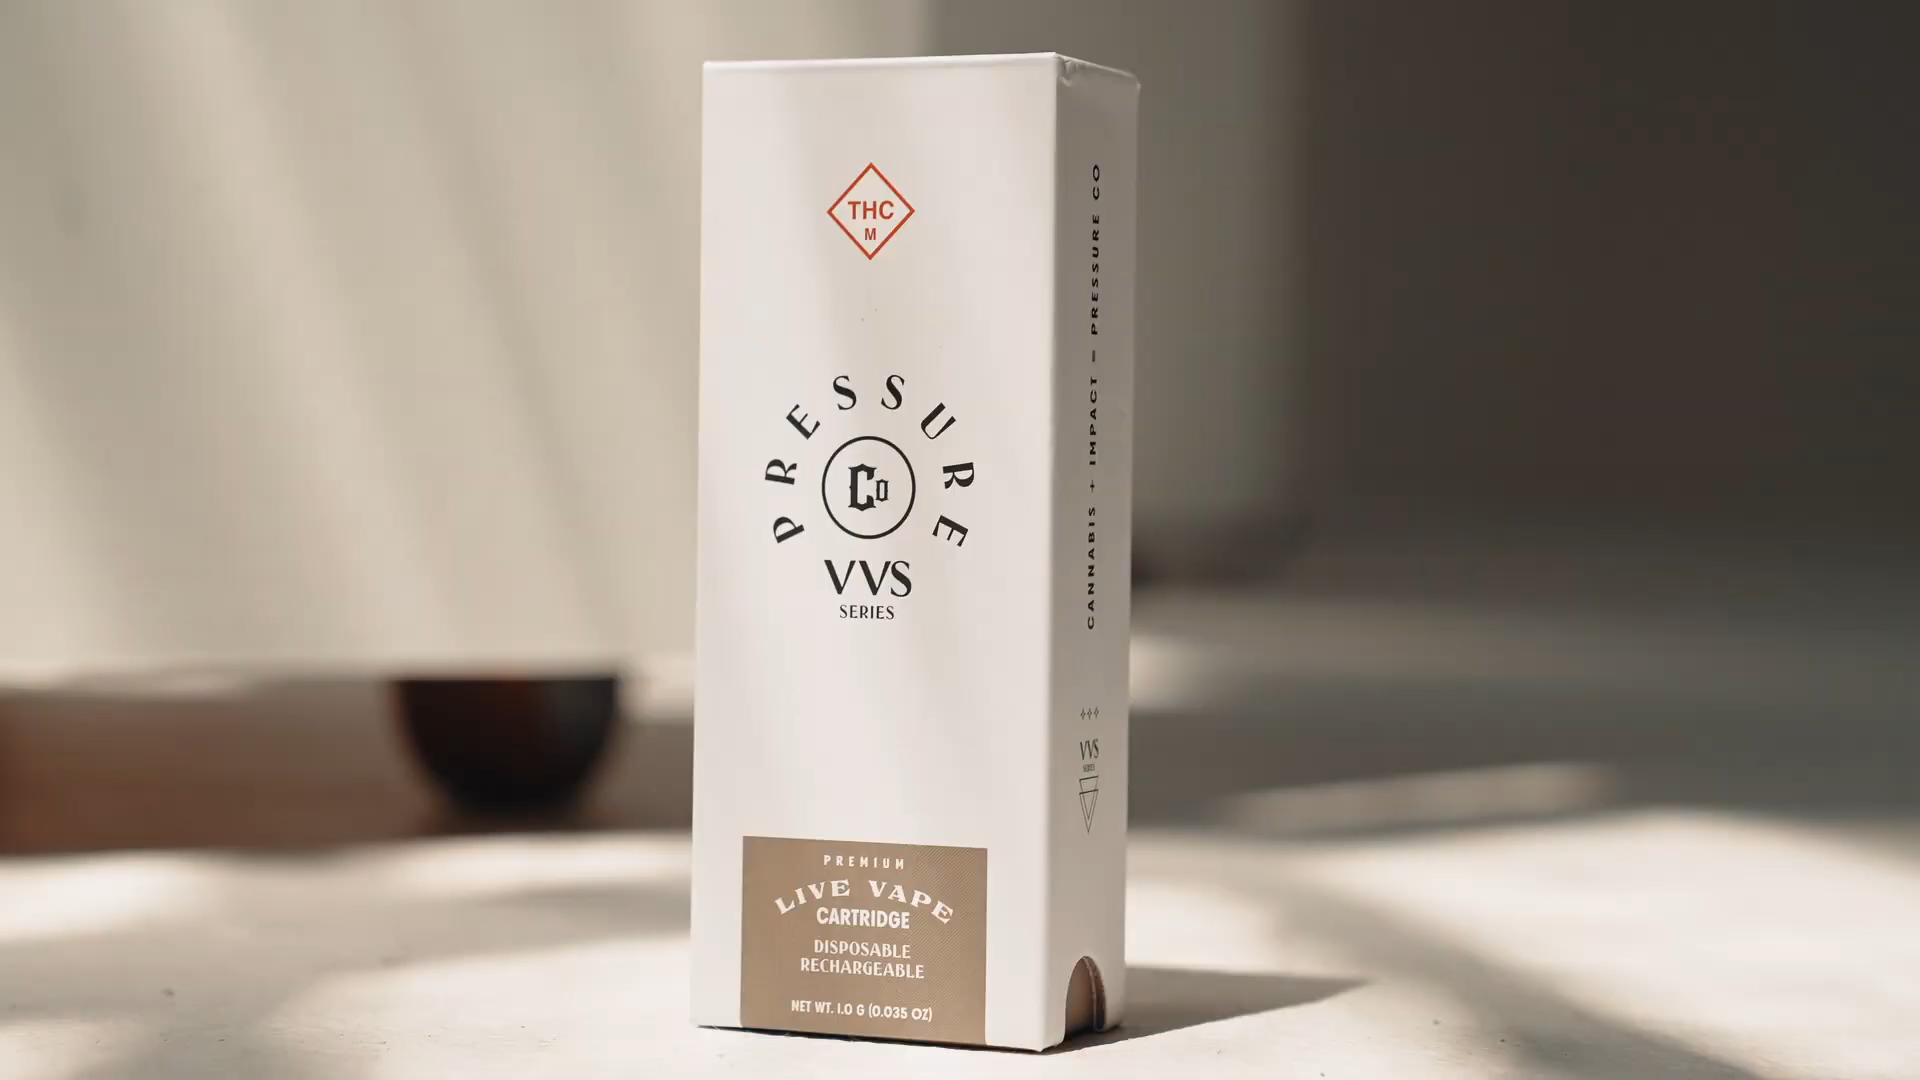 THC
M
PRESSURE
Co
VVS
SERIES
PREMIUM
LIVE VAPE
CARTRIDGE
DISPOSABLE
RECHARGEABLE
NET WT. 1.0 G (0.035 OZ)
CANNABIS + IMPACT = PRESSURE CO
VVS
SERIES